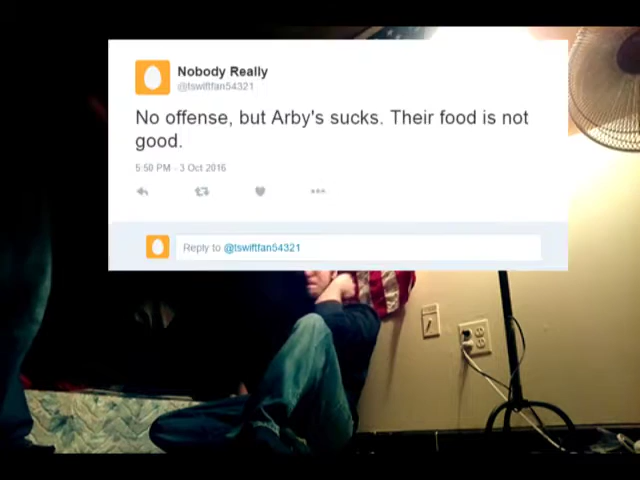 Nobody Really
@tswiftfan54321
No offense, but Arby's sucks. Their food is not
good.
5:50 PM - 3 Oct 2016
Reply to @tswiftfan54321